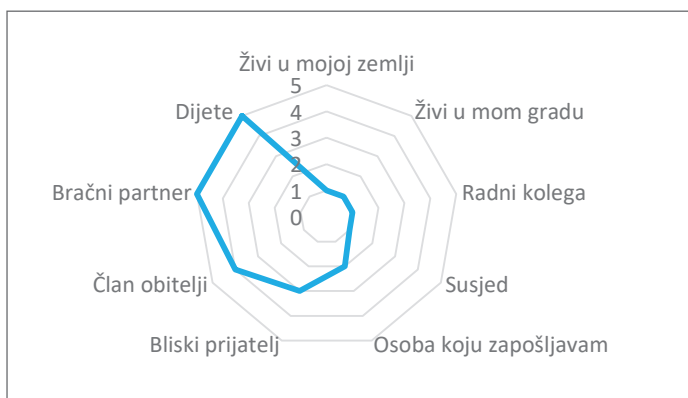 Živi u mojoj zemlji
Živi u mom gradu
Radni kolega
Susjed
Osoba koju zapošljavam
Bliski prijatelj
Član obitelji
Bračni partner
Dijete
5
4
3
2
1
0